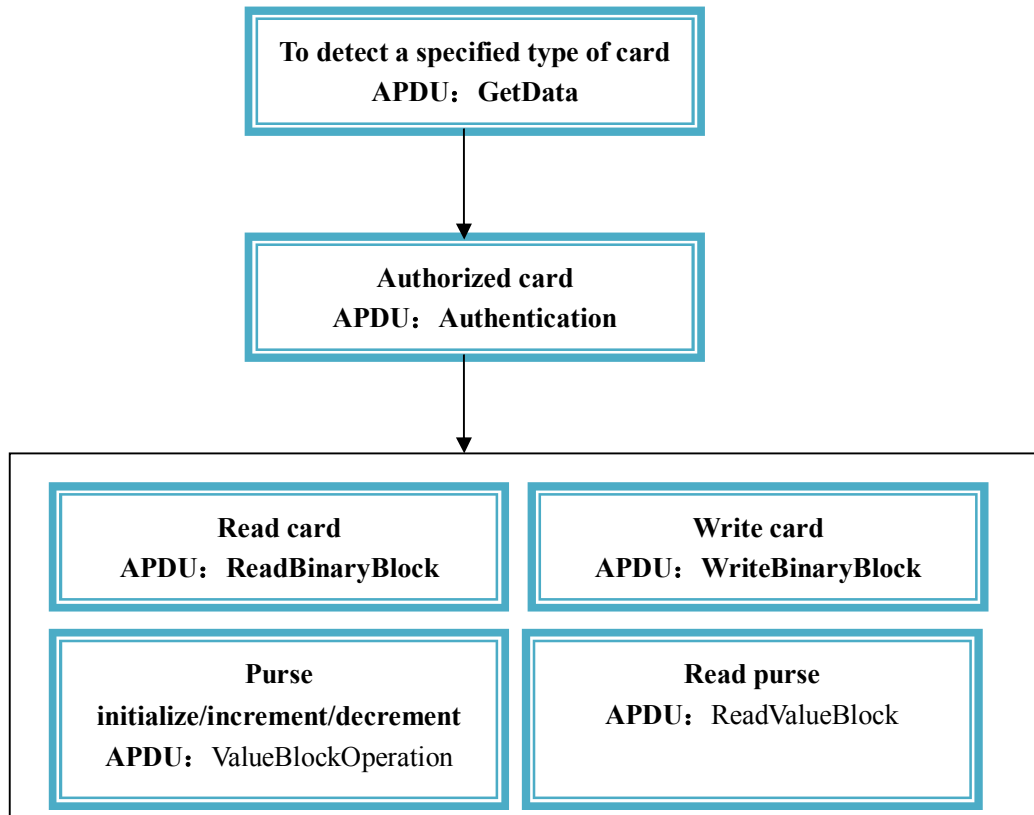 To detect a specified type of card
APDU：GetData
Authorized card
APDU：Authentication
Read card
APDU：ReadBinaryBlock
Write card
APDU：WriteBinaryBlock
Purse
initialize/increment/decrement
APDU：ValueBlockOperation
Read purse
APDU：ReadValueBlock